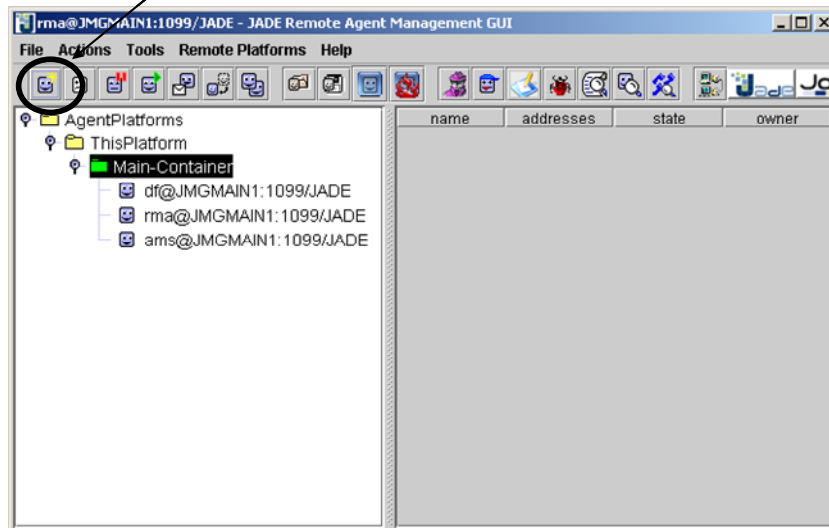 rma@JMGMAIN1:1099/JADE - JADE Remote Agent Management GUI
File Actions Tools Remote Platforms Help
Jade
AgentPlatforms
ThisPlatform
Main-Container
df@JMGMAIN1:1099/JADE
rma@JMGMAIN1:1099/JADE
ams@JMGMAIN1:1099/JADE
name addresses state owner